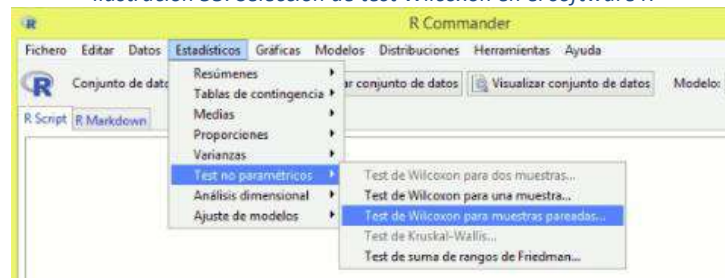 R Commander
Fichero Editar Datos Estadísticos Gráficas Modelos Distribuciones Herramientas Ayuda
Conjunto de datos Visualizar conjunto de datos Modelo:
R Script R Markdown
Resúmenes
Tablas de contingencia
Medias
Proporciones
Varianzas
Test no paramétricos
Análisis dimensional
Ajuste de modelos
Test de Wilcoxon para dos muestras...
Test de Wilcoxon para una muestra...
Test de Wilcoxon para muestras pareadas...
Test de Kruskal-Wallis...
Test de suma de rangos de Friedman...